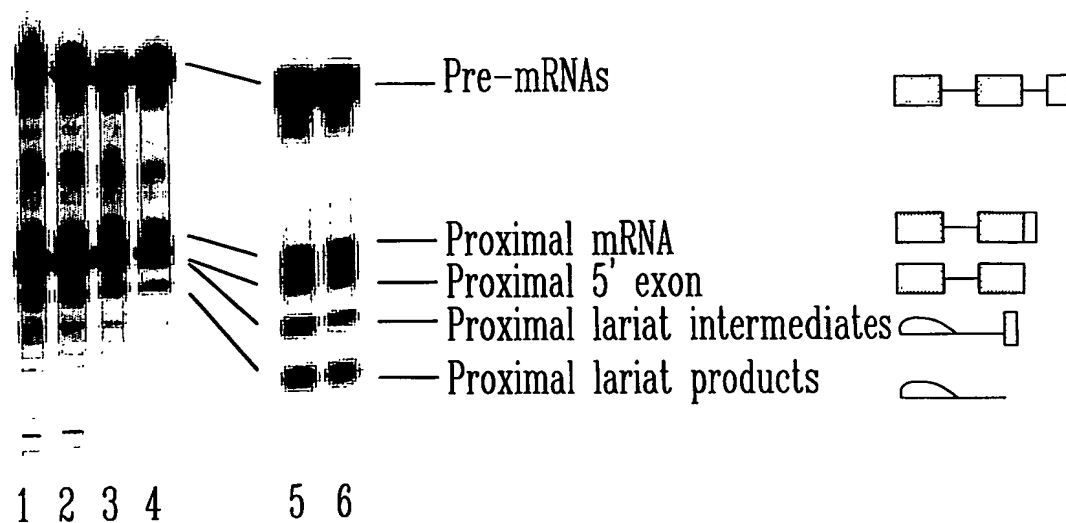 Pre-mRNAs
Proximal mRNA
Proximal 5' exon
Proximal lariat intermediates
Proximal lariat products
1 2 3 4 5 6